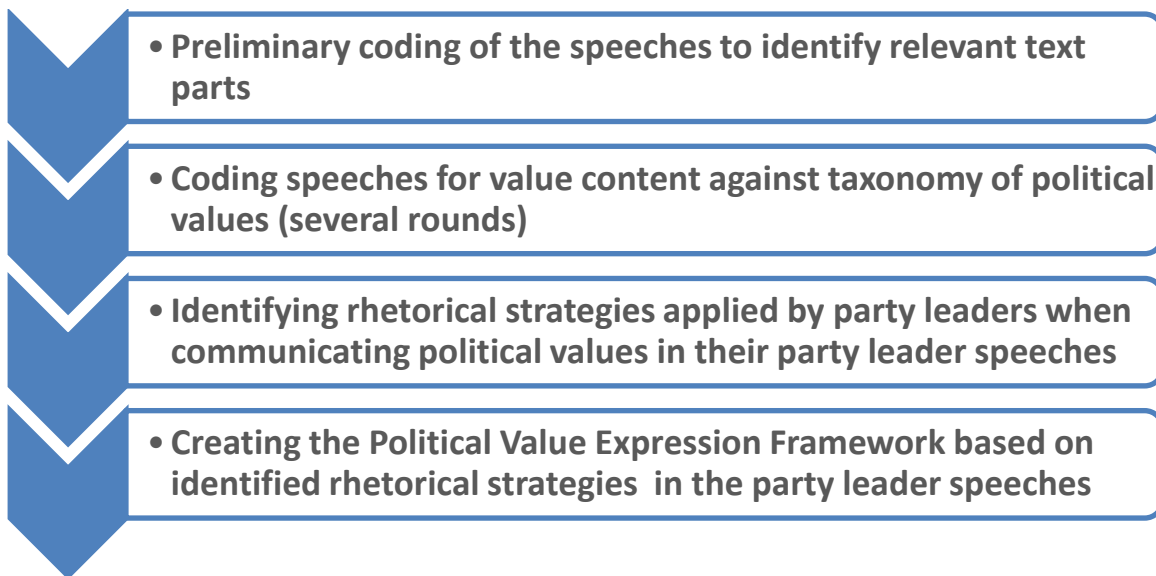 • Preliminary coding of the speeches to identify relevant text
parts
• Coding speeches for value content against taxonomy of political
values (several rounds)
• Identifying rhetorical strategies applied by party leaders when
communicating political values in their party leader speeches
• Creating the Political Value Expression Framework based on
identified rhetorical strategies  in the party leader speeches